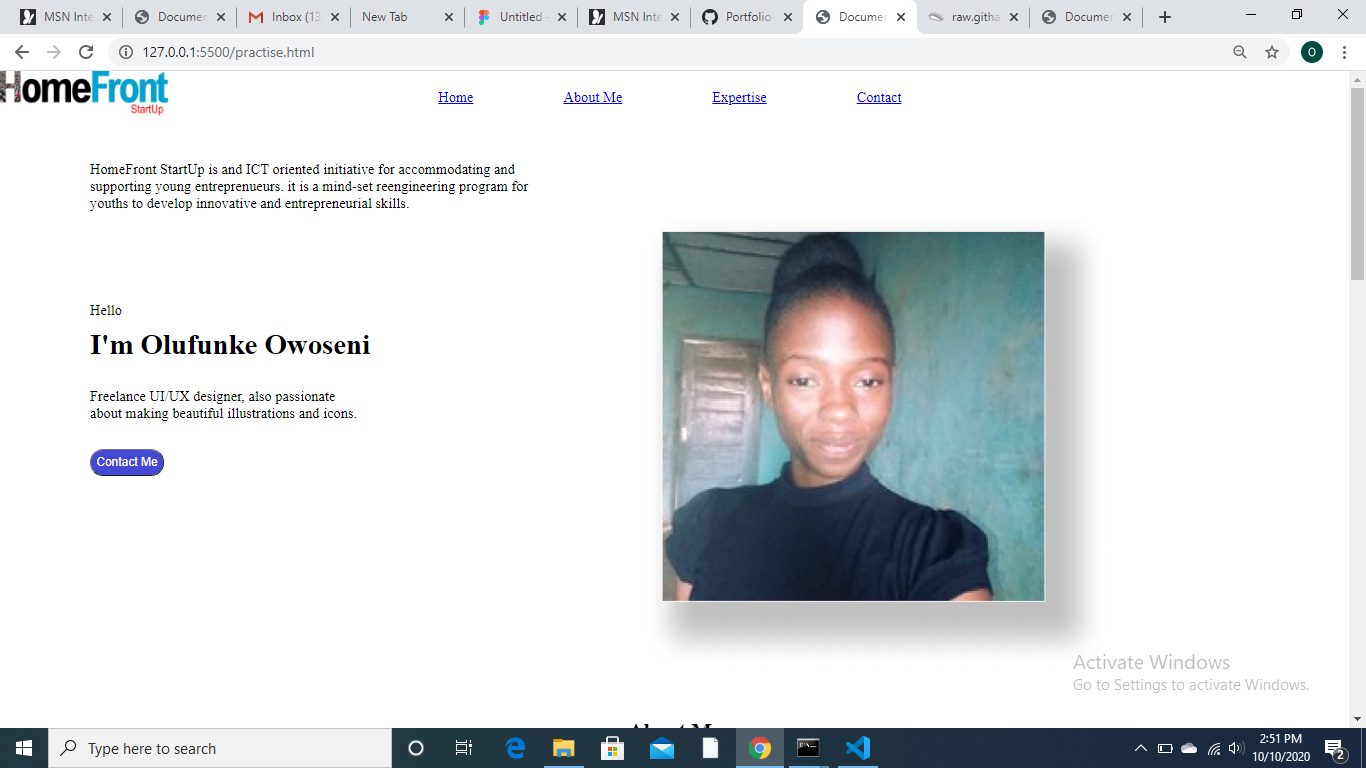 MSN Inte
Documen
Inbox (13
New Tab
Untitled -
MSN Inte
Portfolio-
Documen
raw.githa
Documen
127.0.0.1:5500/practise.html
O
HomeFront
StartUp
Home
About Me
Expertise
Contact
HomeFront StartUp is and ICT oriented initiative for accommodating and
supporting young entreprenueurs. it is a mind-set reengineering program for
youths to develop innovative and entrepreneurial skills.
Hello
I'm Olufunke Owoseni
Freelance UI/UX designer, also passionate
about making beautiful illustrations and icons.
Contact Me
Activate Windows
Go to Settings to activate Windows.
About M
Type here to search
2:51 PM
10/10/2020
2